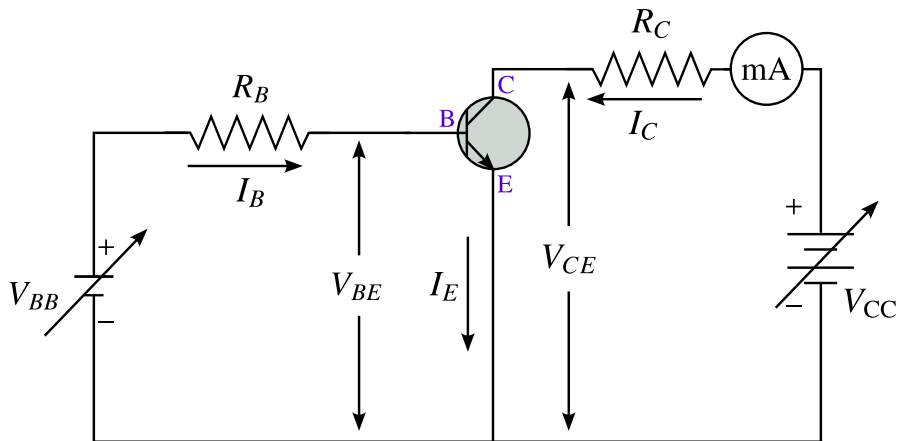 R_C
mA
C
R_B
B
I_C
E
I_B
+
+
V_CE
V_BE
I_E
V_BB
V_CC
−
−